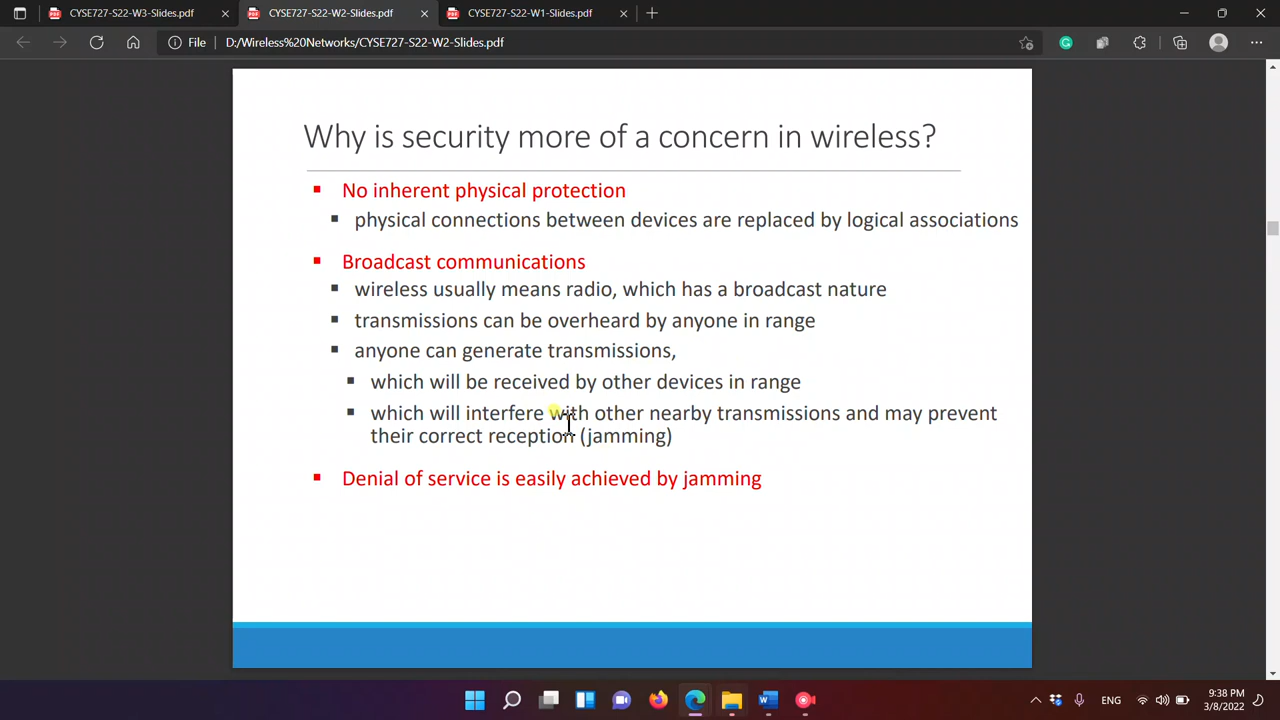 CYSE727-S22-W3-Slides.pdf
CYSE727-S22-W2-Slides.pdf
CYSE727-S22-W1-Slides.pdf
File
D:/Wireless%20Networks/CYSE727-S22-W2-Slides.pdf
Why is security more of a concern in wireless?
No inherent physical protection
physical connections between devices are replaced by logical associations
Broadcast communications
wireless usually means radio, which has a broadcast nature
transmissions can be overheard by anyone in range
anyone can generate transmissions,
which will be received by other devices in range
which will interfere with other nearby transmissions and may prevent
their correct reception (jamming)
Denial of service is easily achieved by jamming
ENG
9:38 PM
3/8/2022